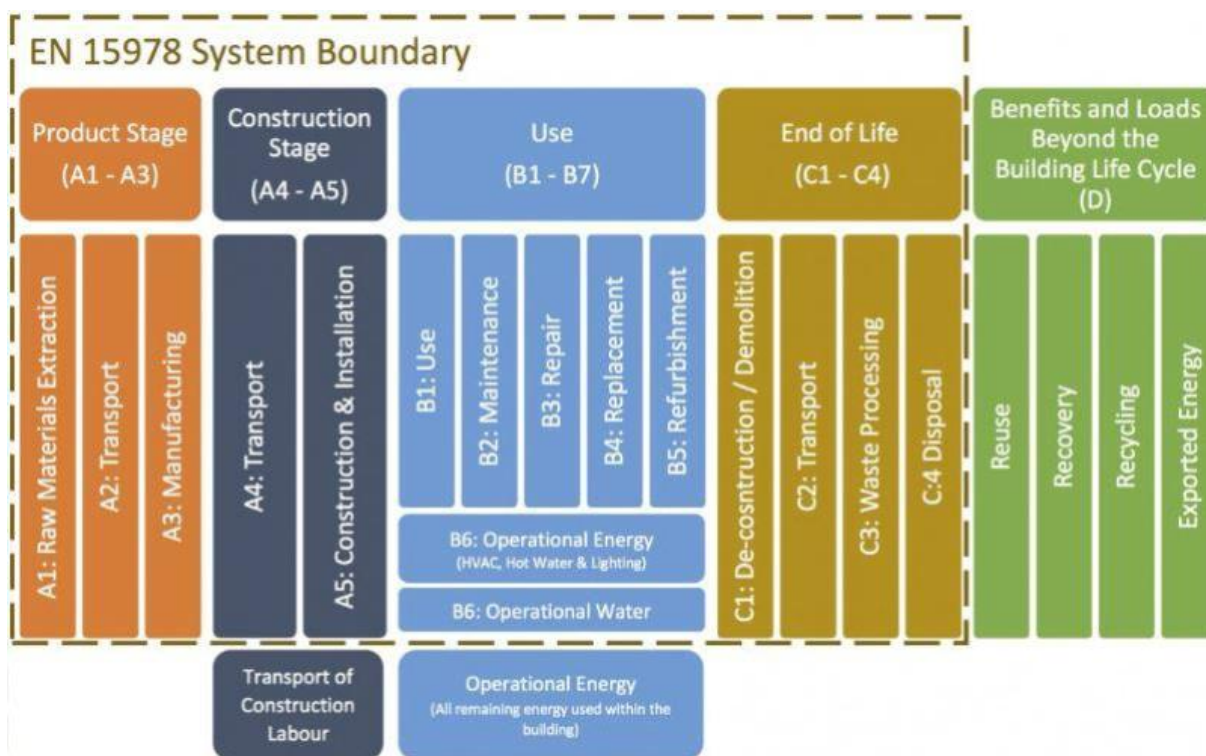 EN 15978 System Boundary
Product Stage
(A1 - A3)
Construction
Stage
(A4 - A5)
Use
(B1 - B7)
End of Life
(C1 - C4)
Benefits and Loads
Beyond the
Building Life Cycle
(D)
A1: Raw Materials Extraction
A2: Transport
A3: Manufacturing
A4: Transport
A5: Construction & Installation
B1: Use
B2: Maintenance
B3: Repair
B4: Replacement
B5: Refurbishment
B6: Operational Energy
(HVAC, Hot Water & Lighting)
B6: Operational Water
C1: De-cosntruction / Demolition
C2: Transport
C3: Waste Processing
C:4 Disposal
Reuse
Recovery
Recycling
Exported Energy
Transport of
Construction
Labour
Operational Energy
(All remaining energy used within the
building)